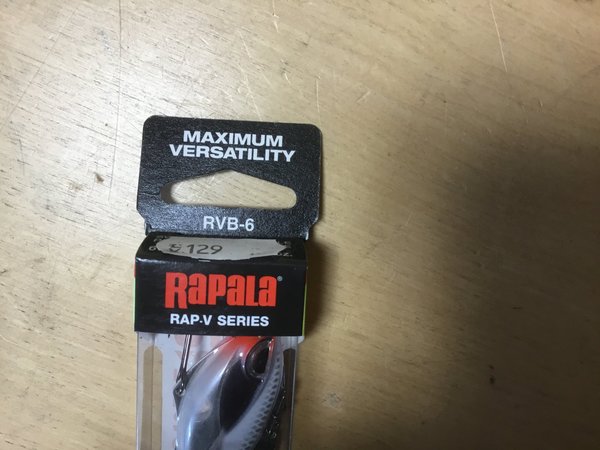 MAXIMUM
VERSATILITY
RVB-6
129
RAPALA®
RAP-V SERIES